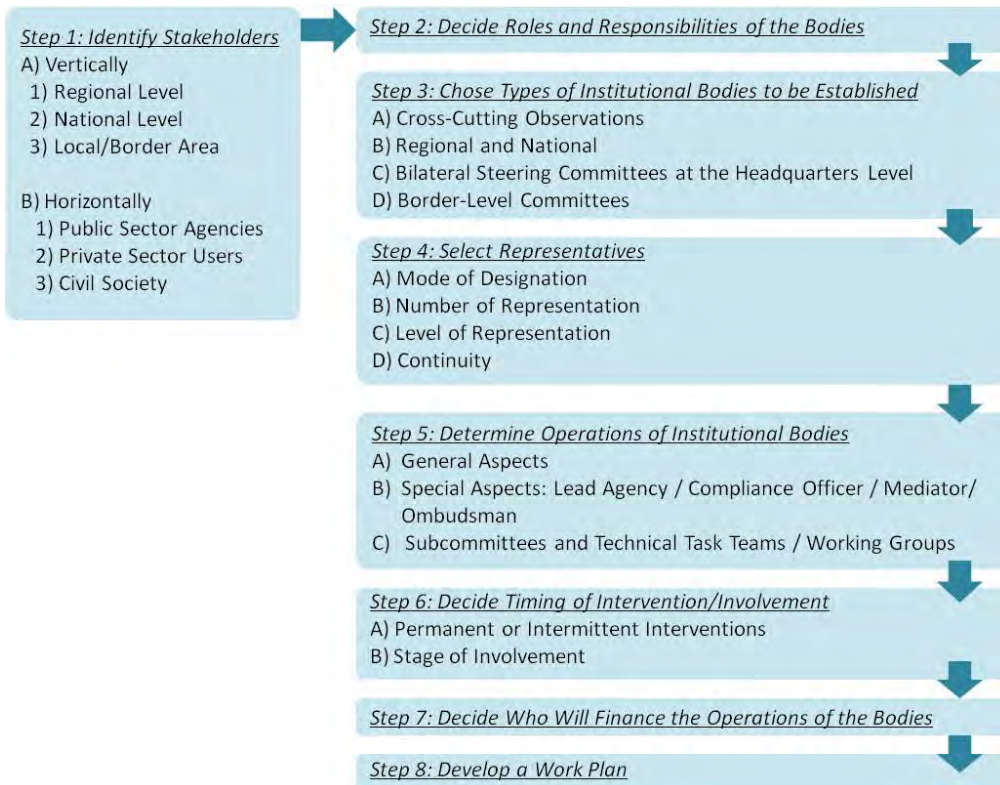 Step 1: Identify Stakeholders
A) Vertically
1) Regional Level
2) National Level
3) Local/Border Area
B) Horizontally
1) Public Sector Agencies
2) Private Sector Users
3) Civil Society
Step 2: Decide Roles and Responsibilities of the Bodies
Step 3: Chose Types of Institutional Bodies to be Established
A) Cross-Cutting Observations
B) Regional and National
C) Bilateral Steering Committees at the Headquarters Level
D) Border-Level Committees
Step 4: Select Representatives
A) Mode of Designation
B) Number of Representation
C) Level of Representation
D) Continuity
Step 5: Determine Operations of Institutional Bodies
A) General Aspects
B) Special Aspects: Lead Agency / Compliance Officer / Mediator/
Ombudsman
C) Subcommittees and Technical Task Teams / Working Groups
Step 6: Decide Timing of Intervention/Involvement
A) Permanent or Intermittent Interventions
B) Stage of Involvement
Step 7: Decide Who Will Finance the Operations of the Bodies
Step 8: Develop a Work Plan